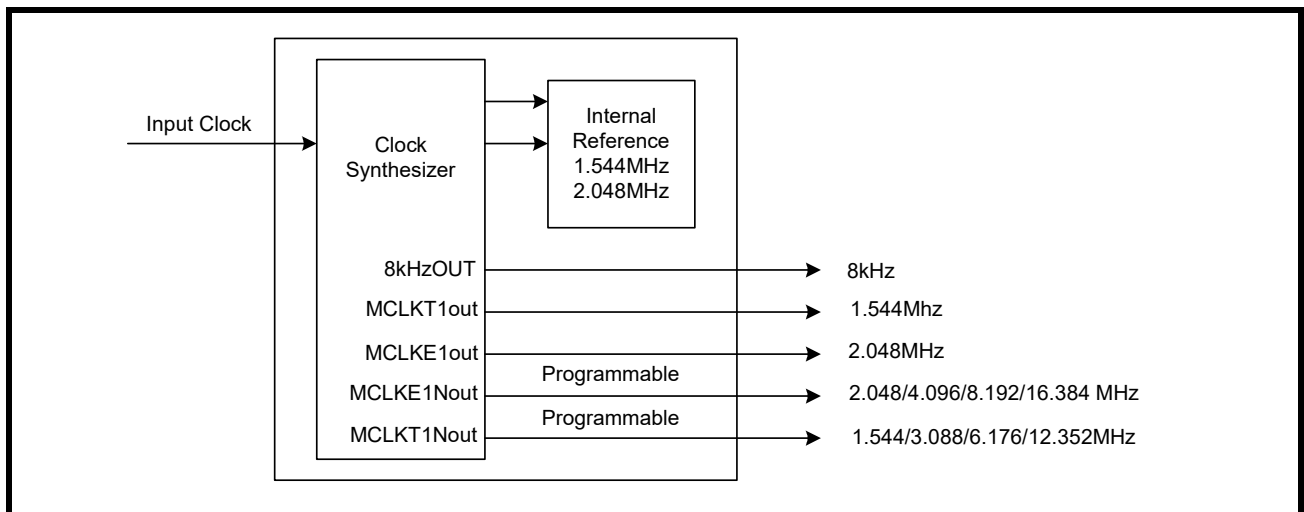 Input Clock
Clock
Synthesizer
Internal
Reference
1.544MHz
2.048MHz
8kHzOUT
8kHz
MCLKT1out
1.544Mhz
MCLKE1out
2.048MHz
MCLKE1Nout
Programmable
2.048/4.096/8.192/16.384 MHz
MCLKT1Nout
Programmable
1.544/3.088/6.176/12.352MHz